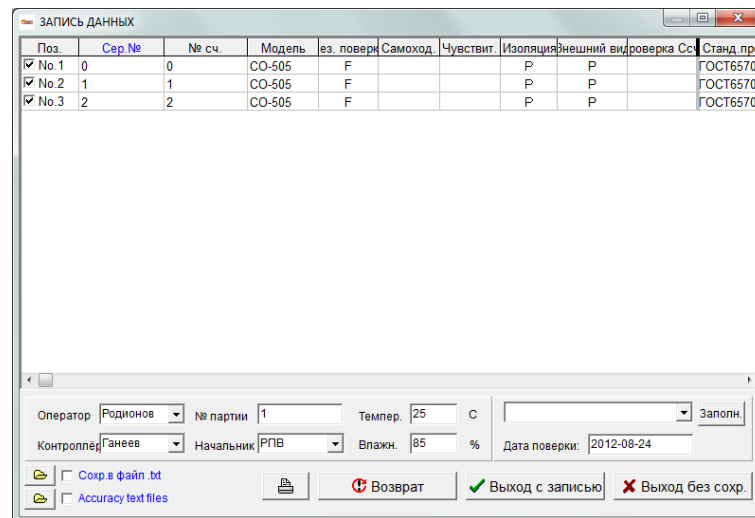 ЗАПИСЬ ДАННЫХ
Поз. Сер.№ № сч. Модель ез. поверк Самоход. Чувствит. Изоляция Внешний вид роверка Ссч Станд.пр
No.1 0 0 СО-505 F P P ГОСТ6570
No.2 1 1 СО-505 F P P ГОСТ6570
No.3 2 2 СО-505 F P P ГОСТ6570
Оператор Родионов № партии 1 Темпер. 25 C Заполн.
Контроллёр Ганеев Начальник РПВ Влажн. 85 % Дата поверки: 2012-08-24
Сохр.в файл .txt
Accuracy text files
Возврат Выход с записью Выход без сохр.